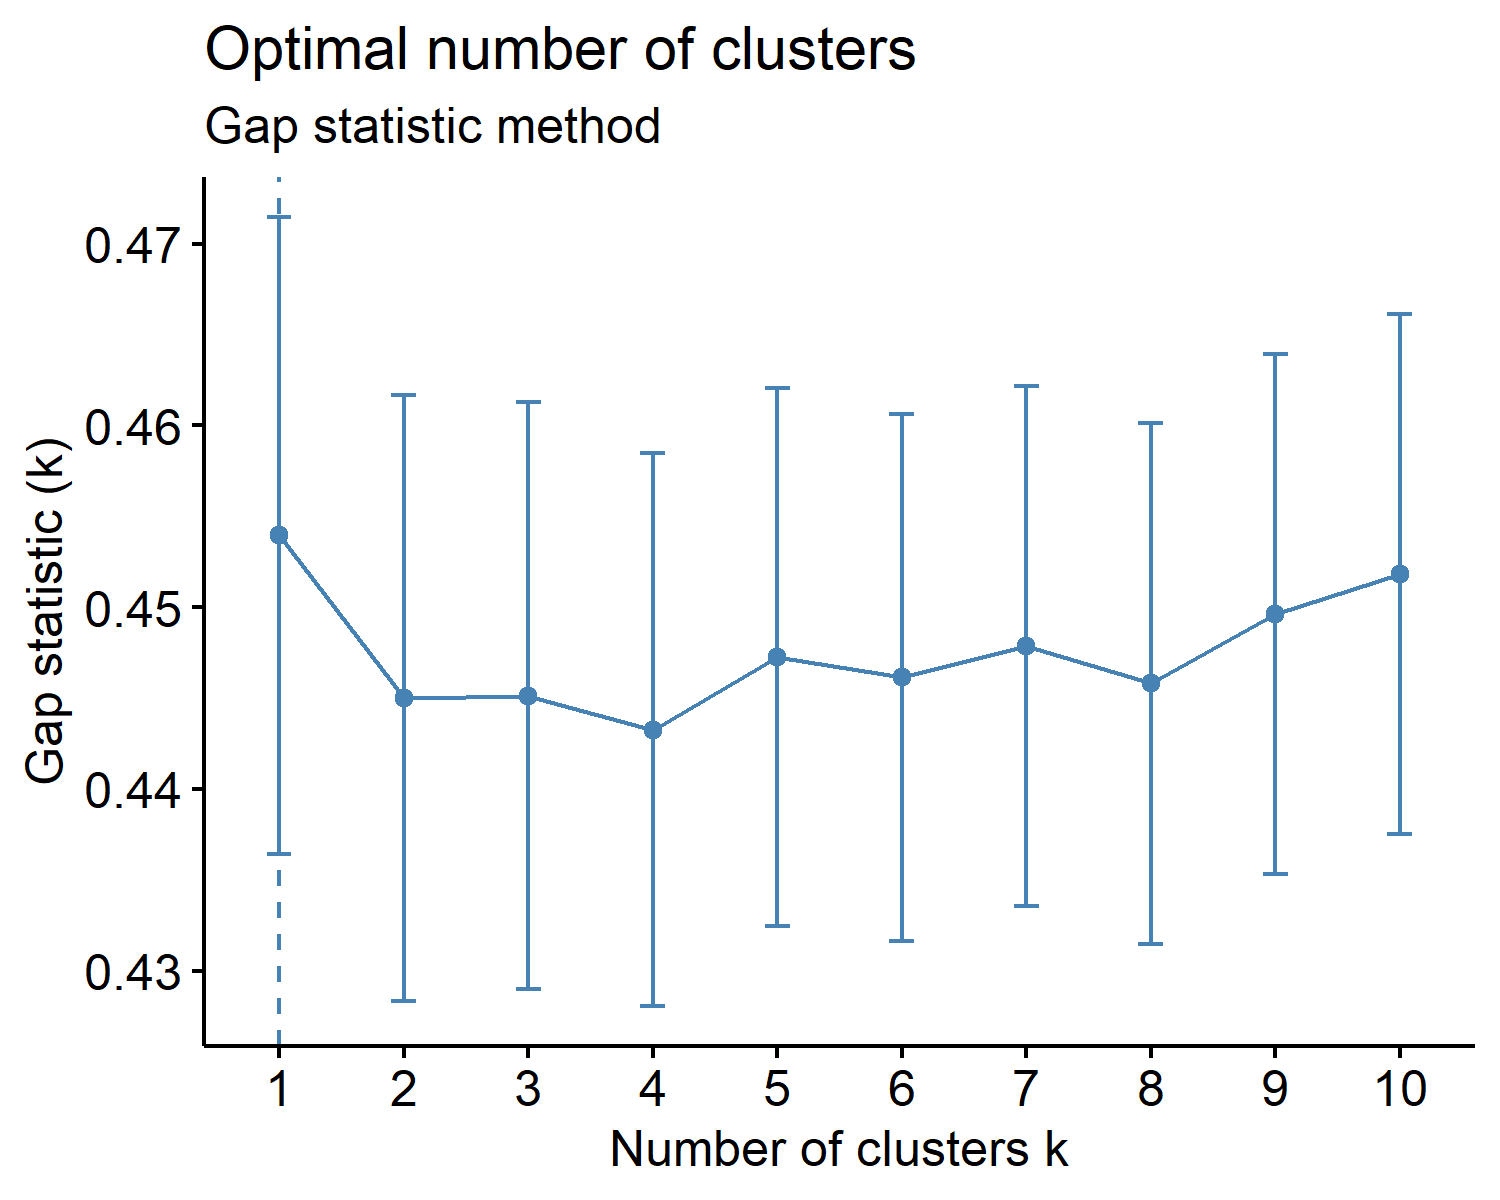 Optimal number of clusters
Gap statistic method
Gap statistic (k)
0.47
0.46
0.45
0.44
0.43
1 2 3 4 5 6 7 8 9 10
Number of clusters k